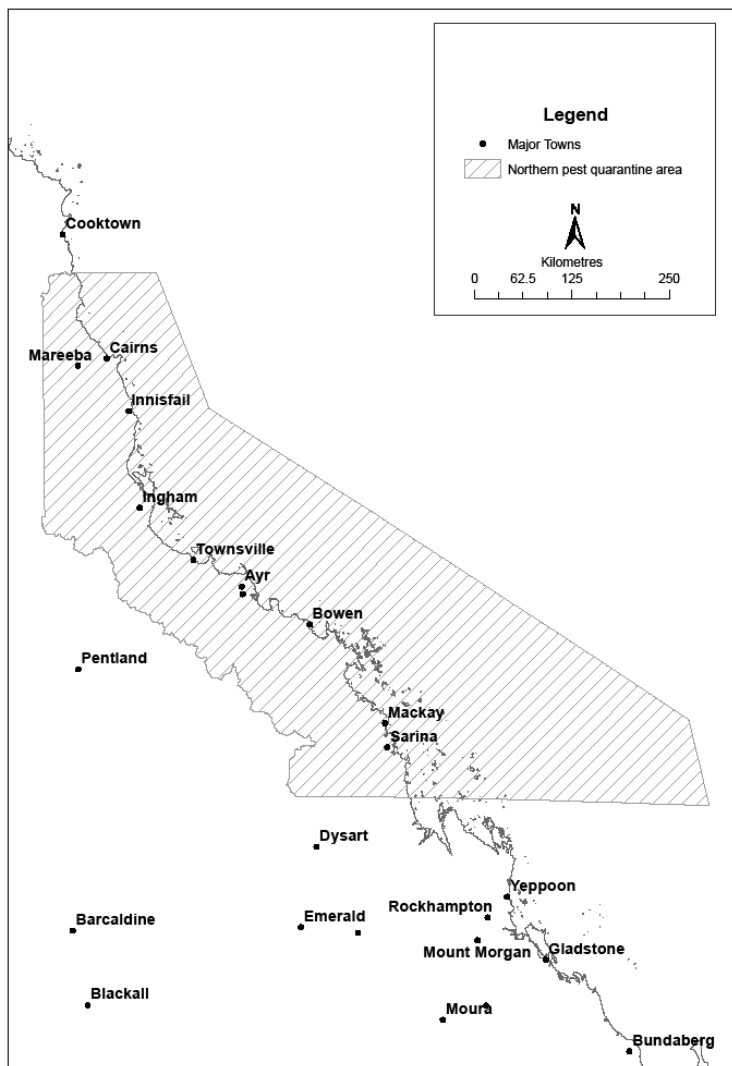 Legend
Major Towns
Northern pest quarantine area
N
Kilometres
0 62.5 125 250
Cooktown
Cairns
Mareeba
Innisfail
Ingham
Townsville
Ayr
Bowen
Pentland
Mackay
Sarina
Dysart
Yeppoon
Rockhampton
Barcaldine
Emerald
Mount Morgan
Gladstone
Blackall
Moura
Bundaberg